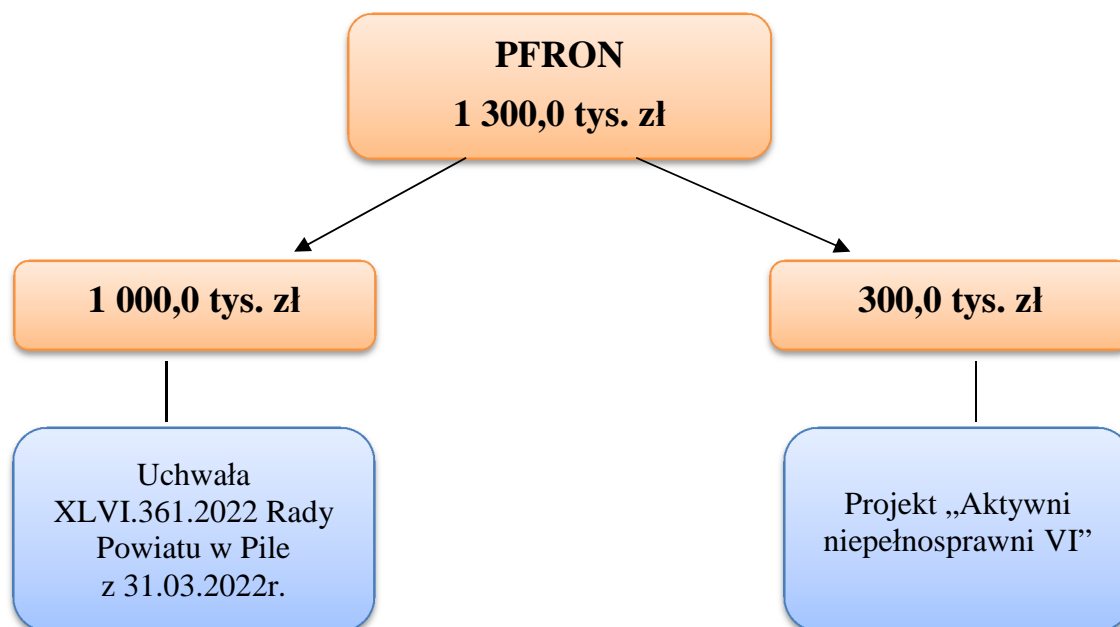 PFRON
1 300,0 tys. zł
1 000,0 tys. zł
300,0 tys. zł
Uchwała
XLVI.361.2022 Rady
Powiatu w Pile
z 31.03.2022r.
Projekt „Aktywni
niepełnosprawni VI”